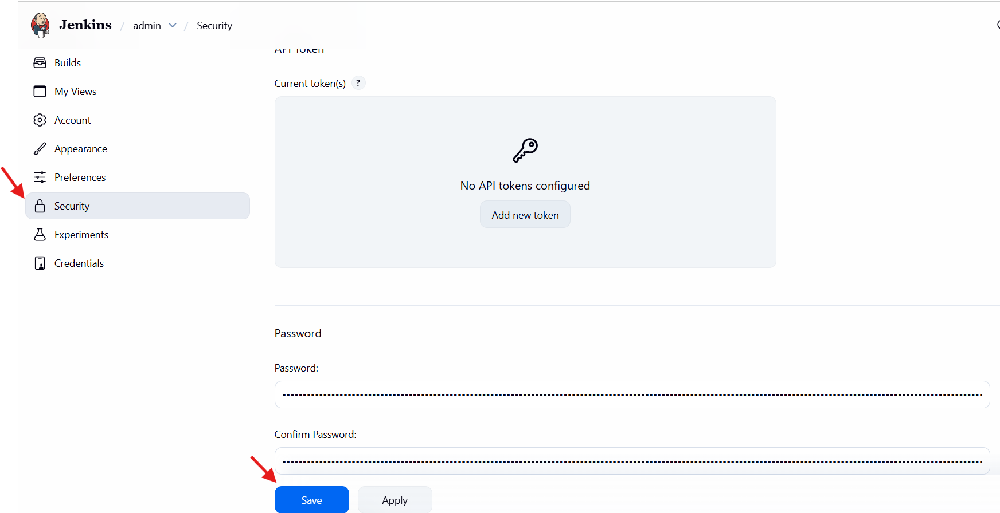 Jenkins / admin / Security
Builds
My Views
Account
Appearance
Preferences
Security
Experiments
Credentials
API Token
Current token(s) ?
No API tokens configured
Add new token
Password
Password:
Confirm Password:
Save
Apply